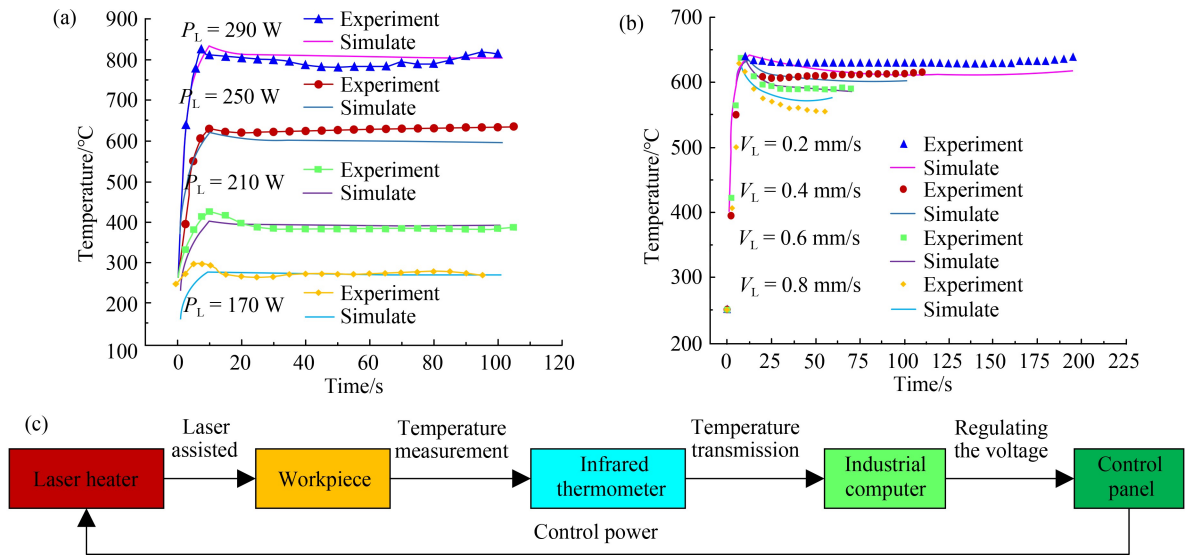 (a)
900
800
700
600
500
400
300
200
100
0
20
40
60
80
100
120
Temperature/°C
Time/s
P_L = 290 W
Experiment
Simulate
P_L = 250 W
Experiment
Simulate
P_L = 210 W
Experiment
Simulate
P_L = 170 W
Experiment
Simulate
(b)
700
600
500
400
300
200
0
25
50
75
100
125
150
175
200
225
Temperature/°C
Time/s
V_L = 0.2 mm/s
Experiment
Simulate
V_L = 0.4 mm/s
Experiment
Simulate
V_L = 0.6 mm/s
Experiment
Simulate
V_L = 0.8 mm/s
Experiment
Simulate
(c)
Laser heater
Laser
assisted
Workpiece
Temperature
measurement
Infrared
thermometer
Temperature
transmission
Industrial
computer
Regulating
the voltage
Control
panel
Control power